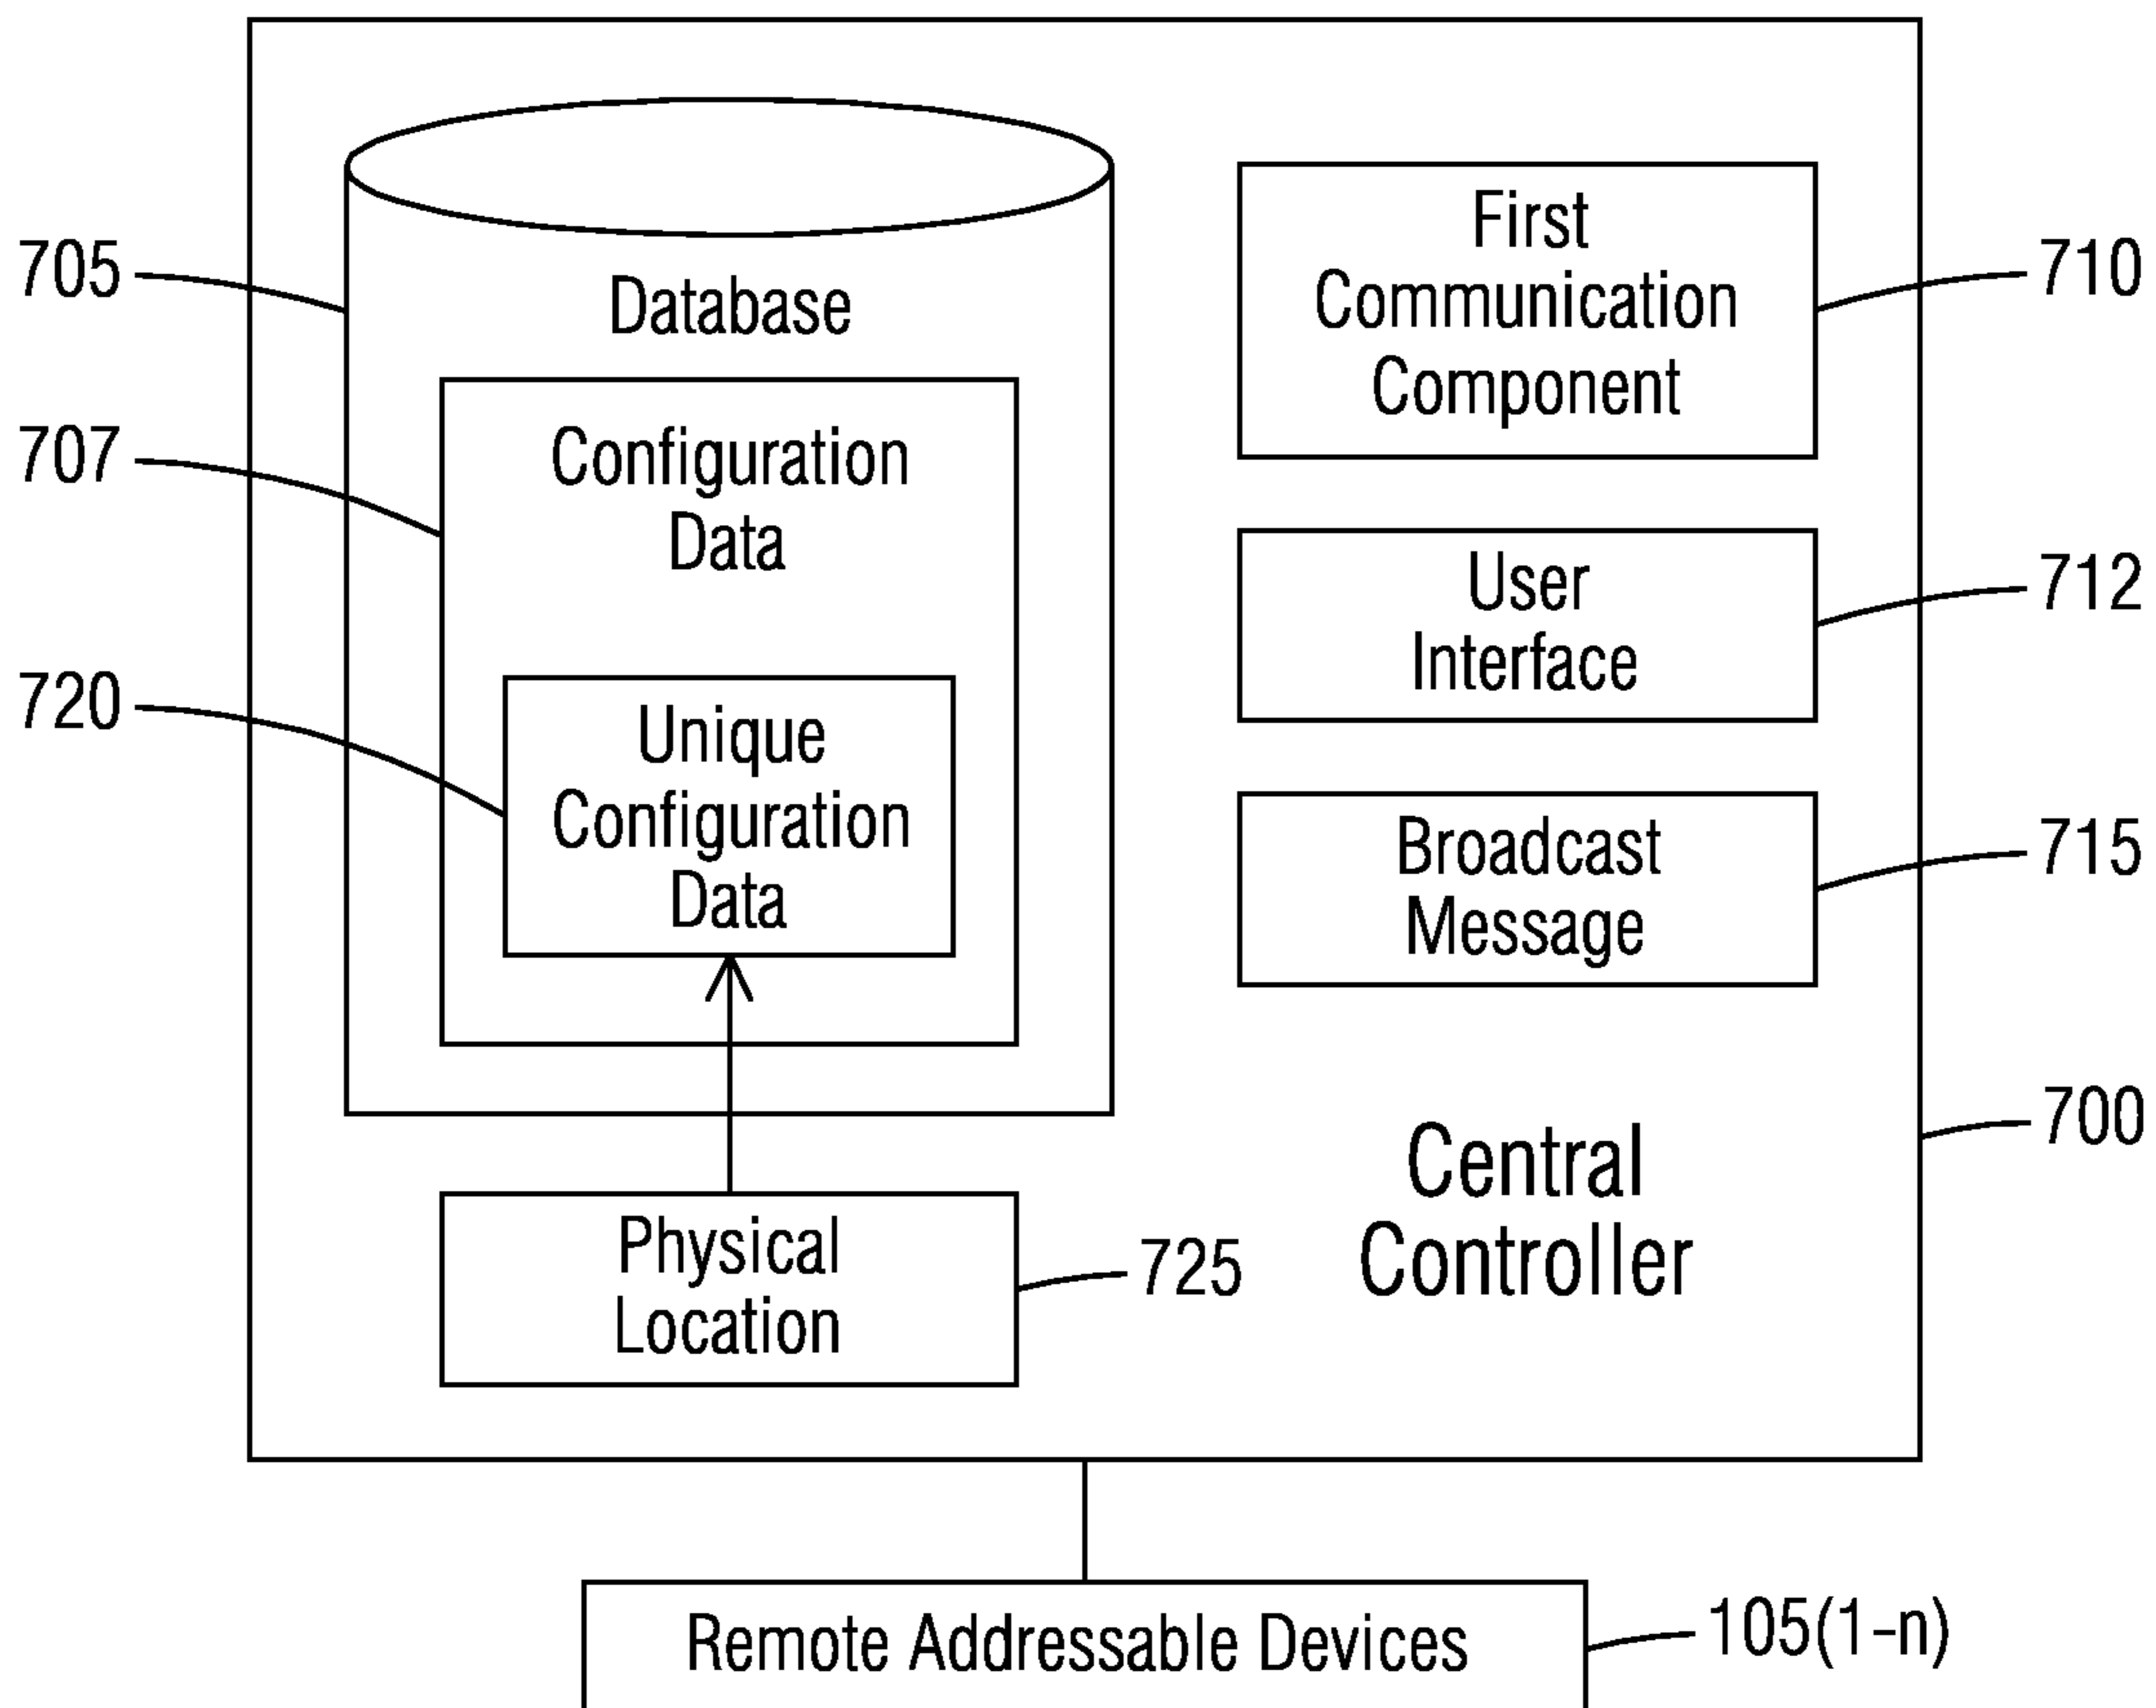 705
Database
707
Configuration
Data
720
Unique
Configuration
Data
Physical
Location
725
First
Communication
Component
710
User
Interface
712
Broadcast
Message
715
700
Central
Controller
Remote Addressable Devices
105(1-n)